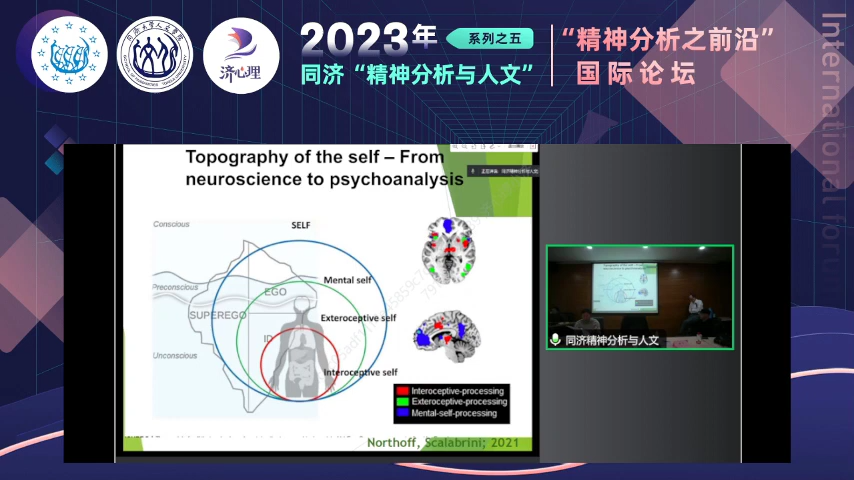 2023年
系列之五
同济“精神分析与人文”
“精神分析之前沿”
国际论坛
International forum
济心理
Topography of the self – From
neuroscience to psychoanalysis
SELF
Conscious
Mental self
Preconscious
EGO
SUPEREGO
Exteroceptive self
ID
Unconscious
Interoceptive self
Interoceptive-processing
Exteroceptive-processing
Mental-self-processing
Northoff, Scalabrini; 2021
同济精神分析与人文